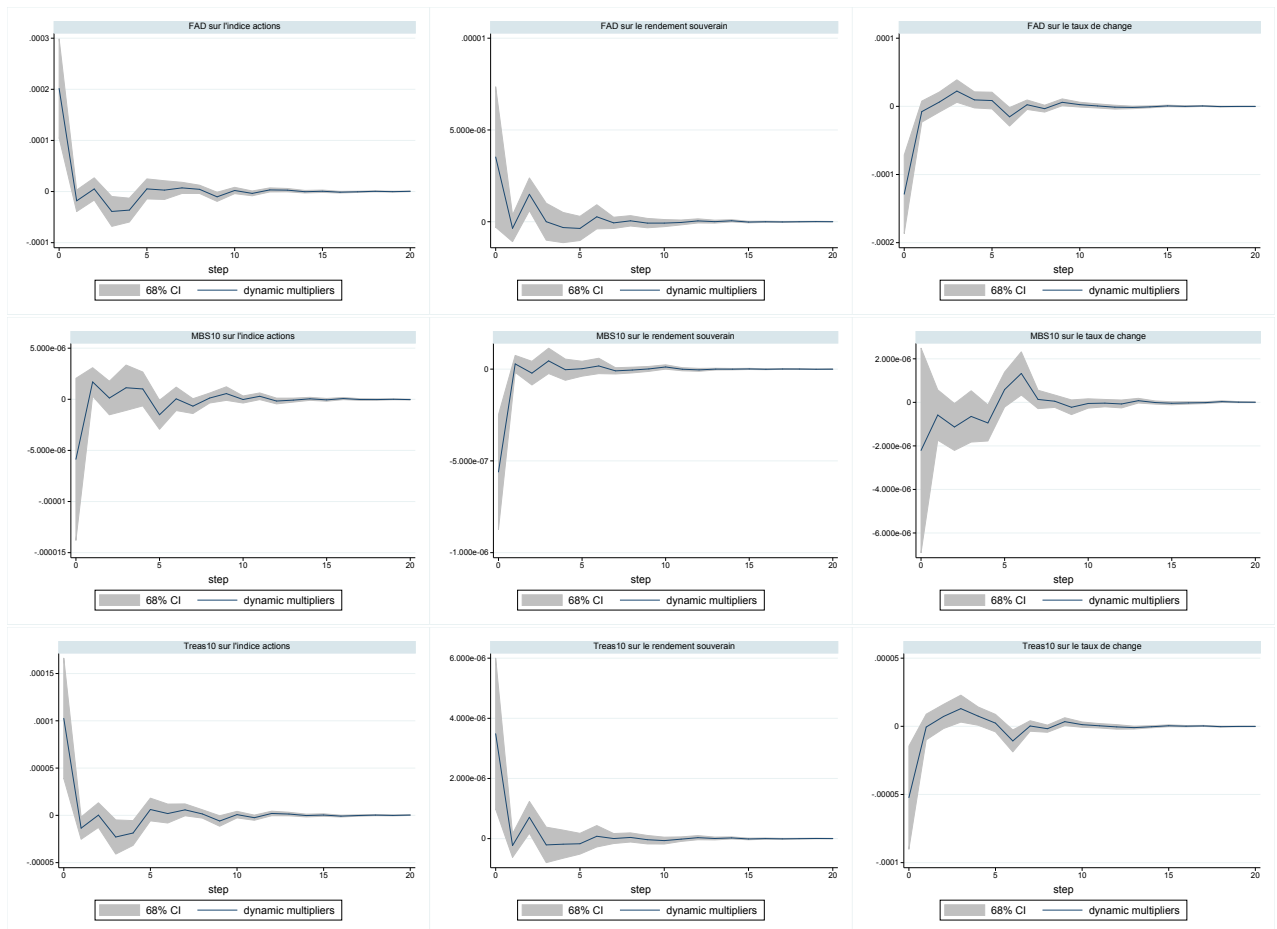 FAD sur l'indice actions
.0003
.0002
.0001
0
-.0001
0 5 10 15 20
step
68% CI dynamic multipliers
FAD sur le rendement souverain
.00001
5.000e-06
0
0 5 10 15 20
step
68% CI dynamic multipliers
FAD sur le taux de change
.0001
0
-.0001
-.0002
0 5 10 15 20
step
68% CI dynamic multipliers
MBS10 sur l'indice actions
5.000e-06
0
-5.000e-06
-.00001
-.000015
0 5 10 15 20
step
68% CI dynamic multipliers
MBS10 sur le rendement souverain
0
-5.000e-07
-1.000e-06
0 5 10 15 20
step
68% CI dynamic multipliers
MBS10 sur le taux de change
2.000e-06
0
-2.000e-06
-4.000e-06
-6.000e-06
0 5 10 15 20
step
68% CI dynamic multipliers
Treas10 sur l'indice actions
.00015
.0001
.00005
0
-.00005
0 5 10 15 20
step
68% CI dynamic multipliers
Treas10 sur le rendement souverain
6.000e-06
4.000e-06
2.000e-06
0
0 5 10 15 20
step
68% CI dynamic multipliers
Treas10 sur le taux de change
.00005
0
-.00005
-.0001
0 5 10 15 20
step
68% CI dynamic multipliers